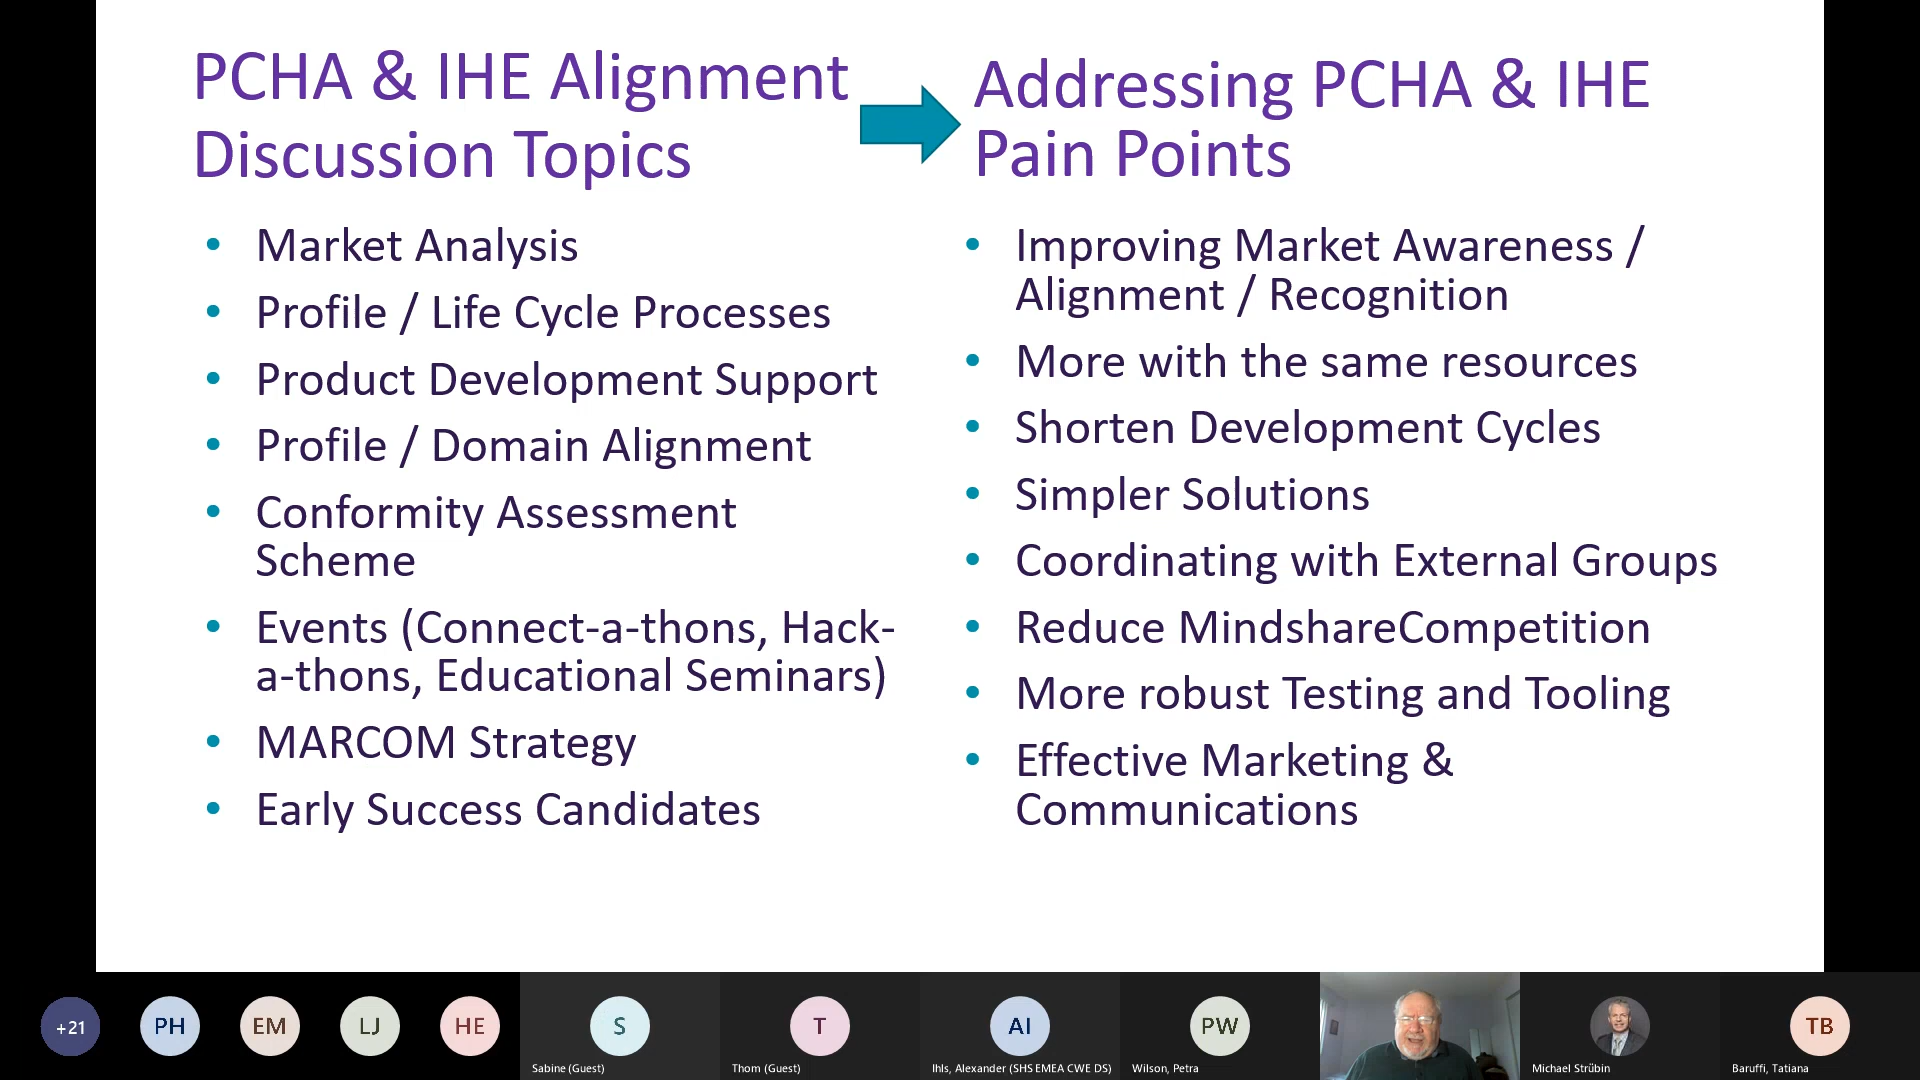 PCHA & IHE Alignment
Discussion Topics
• Market Analysis
• Profile / Life Cycle Processes
• Product Development Support
• Profile / Domain Alignment
• Conformity Assessment
Scheme
• Events (Connect-a-thons, Hack-
a-thons, Educational Seminars)
• MARCOM Strategy
• Early Success Candidates
Addressing PCHA & IHE
Pain Points
• Improving Market Awareness /
Alignment / Recognition
• More with the same resources
• Shorten Development Cycles
• Simpler Solutions
• Coordinating with External Groups
• Reduce MindshareCompetition
• More robust Testing and Tooling
• Effective Marketing &
Communications
+21
PH
EM
LJ
HE
S
Sabine (Guest)
T
Thom (Guest)
AI
Ihls, Alexander (SHS EMEA CWE DS)
PW
Wilson, Petra
Michael Strübin
TB
Baruffi, Tatiana